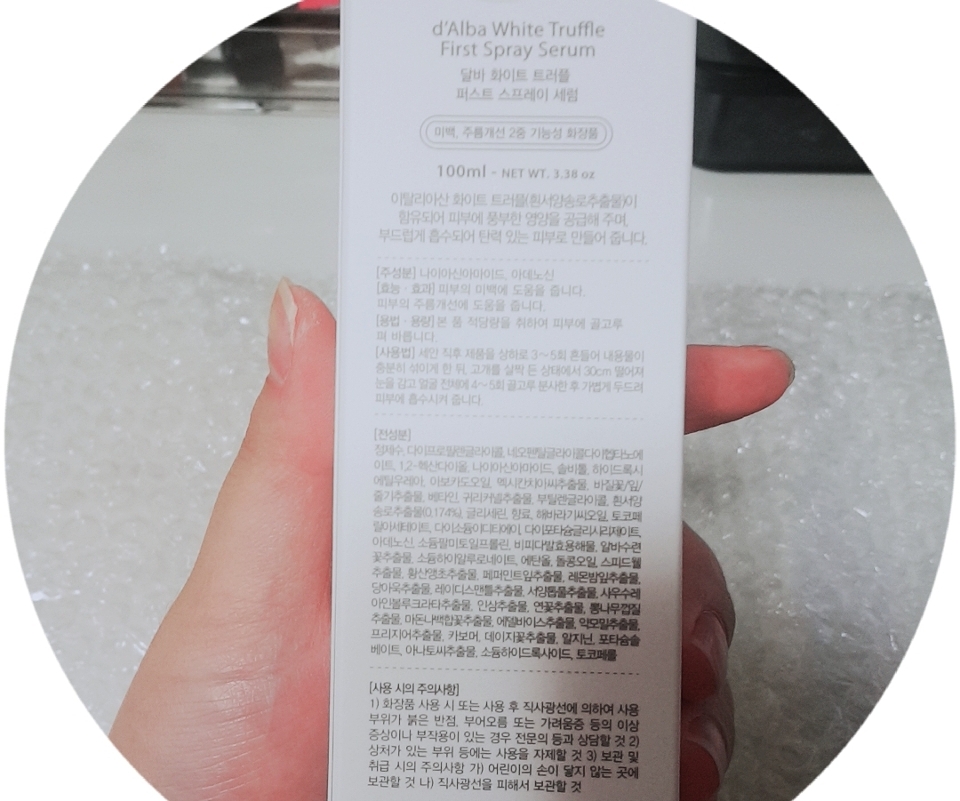 d'Alba White Truffle
First Spray Serum
달바 화이트 트러플
퍼스트 스프레이 세럼
미백, 주름개선 2중 기능성 화장품
100ml - NET WT. 3.38 oz
이탈리아산 화이트 트러플(흰서양송로추출물)이
함유되어 피부에 풍부한 영양을 공급해 주며,
부드럽게 흡수되어 탄력 있는 피부로 만들어 줍니다.
[주성분] 나이아신아마이드, 아데노신
[효능 · 효과] 피부의 미백에 도움을 줍니다.
피부의 주름개선에 도움을 줍니다.
[용법 · 용량] 본 품 적당량을 취하여 피부에 골고루
펴 바릅니다.
[사용법] 세안 직후 제품을 상하로 3~5회 흔들어 내용물이
충분히 섞이게 한 뒤, 고개를 살짝 든 상태에서 30cm 떨어져
눈을 감고 얼굴 전체에 4~5회 골고루 분사한 후 가볍게 두드려
피부에 흡수시켜 줍니다.
[전성분]
정제수, 다이프로필렌글라이콜, 네오펜틸글라이콜다이헵타노에
이트, 1,2-헥산다이올, 나이아신아마이드, 솔비톨, 하이드록시
에틸우레아, 아보카도오일, 멕시칸치아씨추출물, 바질꽃/잎/
줄기추출물, 베타인, 귀리커넬추출물, 부틸렌글라이콜, 흰서양
송로추출물(0.174%), 글리세린, 향료, 해바라기씨오일, 토코페
릴아세테이트, 다이소듐이디티에이, 다이포타슘글리시리제이트,
아데노신, 소듐팔미토일프롤린, 비피다발효용해물, 알바수련
꽃추출물, 소듐하이알루로네이트, 에탄올, 돌콩오일, 스피드웰
추출물, 황산앵초추출물, 페퍼민트잎추출물, 레몬밤잎추출물,
당아욱추출물, 레이디스맨틀추출물, 서양톱풀추출물, 사우수레
아인볼루크라타추출물, 인삼추출물, 연꽃추출물, 뽕나무껍질
추출물, 마돈나백합꽃추출물, 에델바이스추출물, 약모밀추출물,
프리지어추출물, 카보머, 데이지꽃추출물, 알지닌, 포타슘솔
베이트, 아나토씨추출물, 소듐하이드록사이드, 토코페롤
[사용 시의 주의사항]
1) 화장품 사용 시 또는 사용 후 직사광선에 의하여 사용
부위가 붉은 반점, 부어오름 또는 가려움증 등의 이상
증상이나 부작용이 있는 경우 전문의 등과 상담할 것 2)
상처가 있는 부위 등에는 사용을 자제할 것 3) 보관 및
취급 시의 주의사항 가) 어린이의 손이 닿지 않는 곳에
보관할 것 나) 직사광선을 피해서 보관할 것